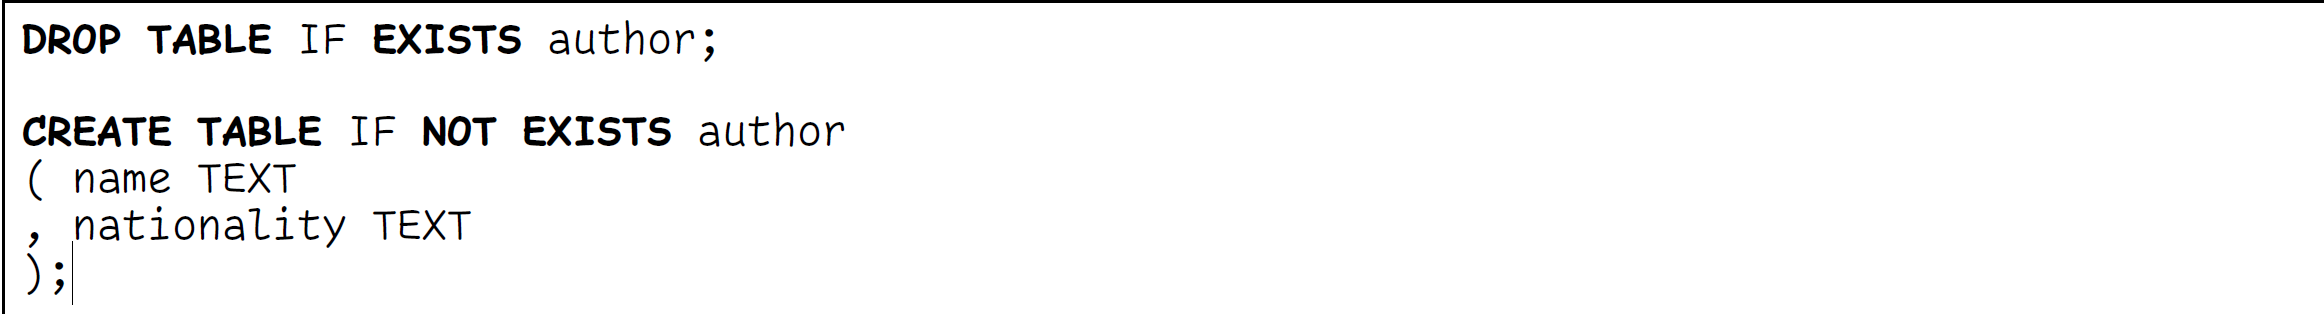 DROP TABLE IF EXISTS author;
CREATE TABLE IF NOT EXISTS author
( name TEXT
, nationality TEXT
);